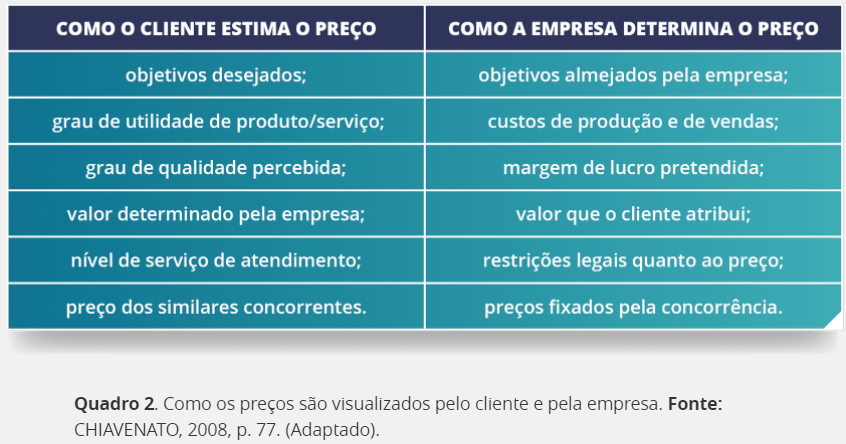 COMO O CLIENTE ESTIMA O PREÇO
COMO A EMPRESA DETERMINA O PREÇO
objetivos desejados;
objetivos almejados pela empresa;
grau de utilidade de produto/serviço;
custos de produção e de vendas;
grau de qualidade percebida;
margem de lucro pretendida;
valor determinado pela empresa;
valor que o cliente atribui;
nível de serviço de atendimento;
restrições legais quanto ao preço;
preço dos similares concorrentes.
preços fixados pela concorrência.
Quadro 2. Como os preços são visualizados pelo cliente e pela empresa. Fonte:
CHIAVENATO, 2008, p. 77. (Adaptado).